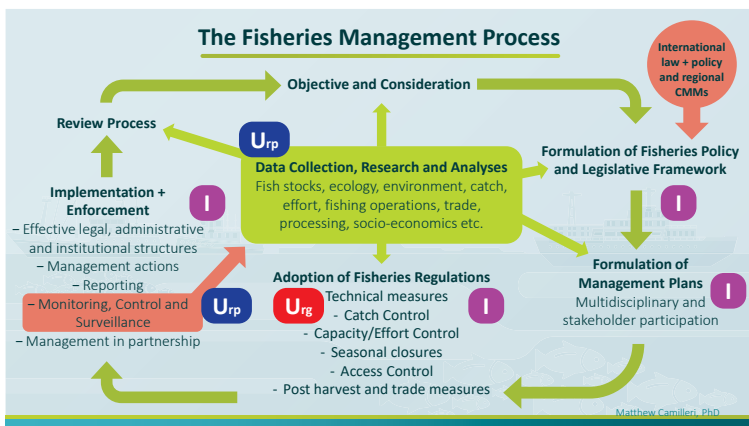 The Fisheries Management Process
International
law + policy
and regional
CMMs
Objective and Consideration
Review Process
Urp
Data Collection, Research and Analyses
Fish stocks, ecology, environment, catch,
effort, fishing operations, trade,
processing, socio-economics etc.
Formulation of Fisheries Policy
and Legislative Framework
I
Implementation +
Enforcement
I
– Effective legal, administrative
and institutional structures
– Management actions
– Reporting
– Monitoring, Control and
Surveillance
– Management in partnership
Urp
Adoption of Fisheries Regulations
Urg
Technical measures
I
- Catch Control
- Capacity/Effort Control
- Seasonal closures
- Access Control
- Post harvest and trade measures
Formulation of
Management Plans
I
Multidisciplinary and
stakeholder participation
Matthew Camilleri, PhD